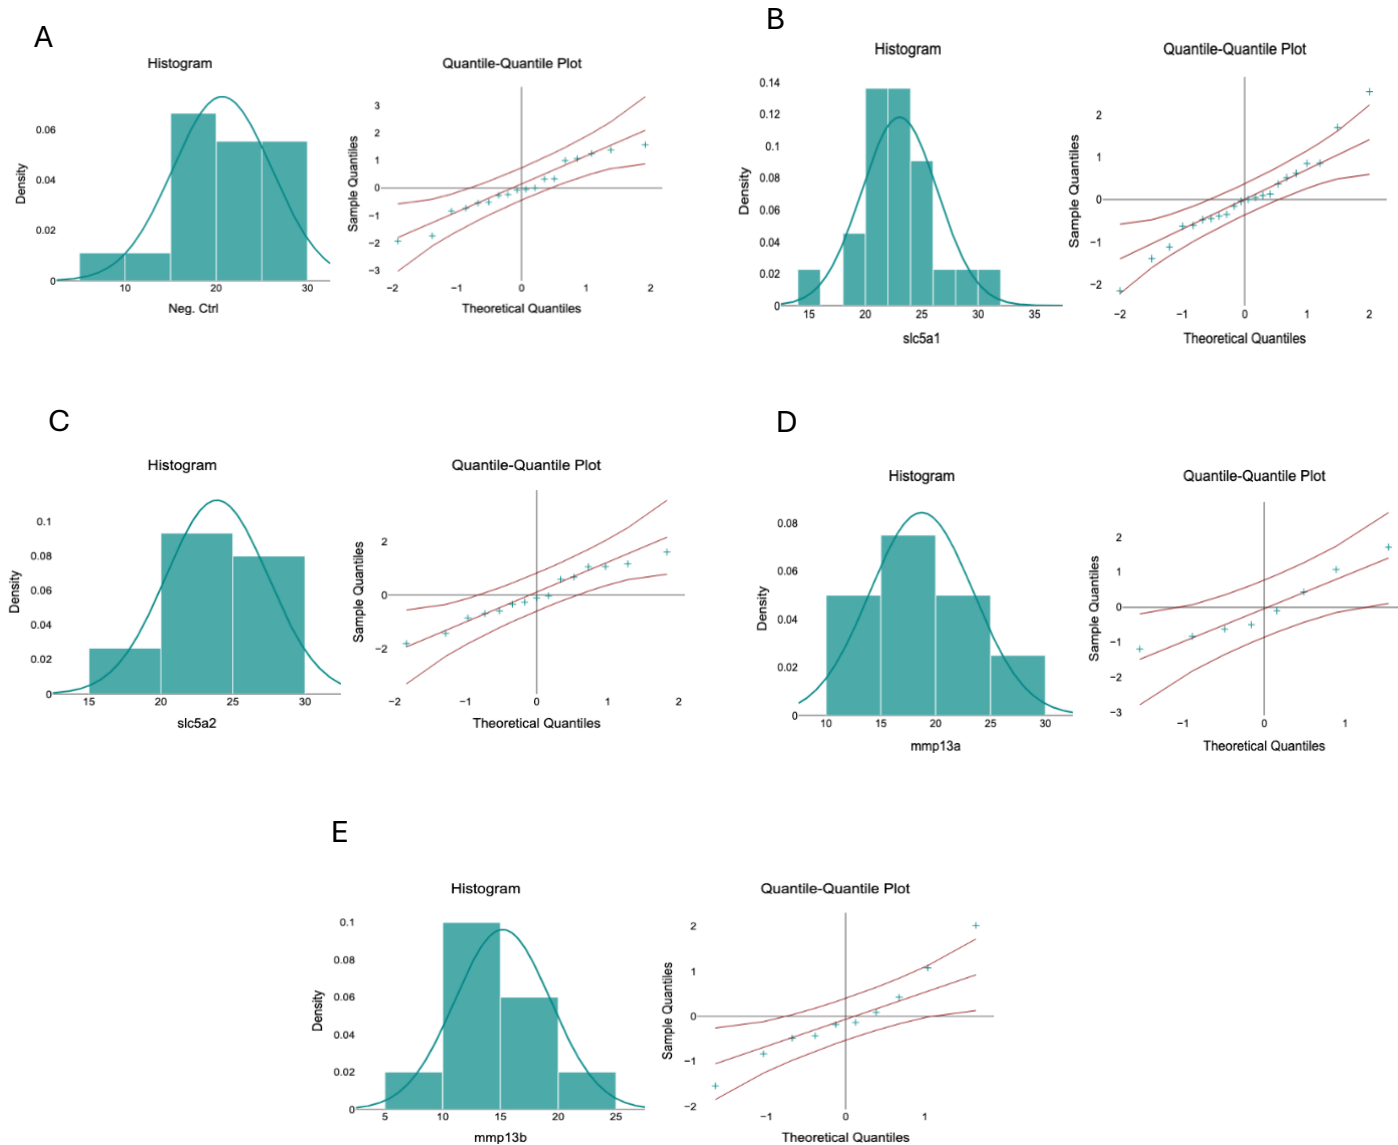 A
Histogram
Quantile-Quantile Plot
Density
0.06
0.04
0.02
0
10
20
30
Neg. Ctrl
Sample Quantiles
3
2
1
0
−1
−2
−3
−2
−1
0
1
2
Theoretical Quantiles
B
Histogram
Quantile-Quantile Plot
Density
0.14
0.12
0.1
0.08
0.06
0.04
0.02
0
15
20
25
30
35
slc5a1
Sample Quantiles
2
1
0
−1
−2
−2
−1
0
1
2
Theoretical Quantiles
C
Histogram
Quantile-Quantile Plot
Density
0.1
0.08
0.06
0.04
0.02
0
15
20
25
30
slc5a2
Sample Quantiles
2
0
−2
−2
−1
0
1
2
Theoretical Quantiles
D
Histogram
Quantile-Quantile Plot
Density
0.08
0.06
0.04
0.02
0
10
15
20
25
30
mmp13a
Sample Quantiles
2
1
0
−1
−2
−3
−1
0
1
Theoretical Quantiles
E
Histogram
Quantile-Quantile Plot
Density
0.1
0.08
0.06
0.04
0.02
0
5
10
15
20
25
mmp13b
Sample Quantiles
2
1
0
−1
−2
−1
0
1
Theoretical Quantiles